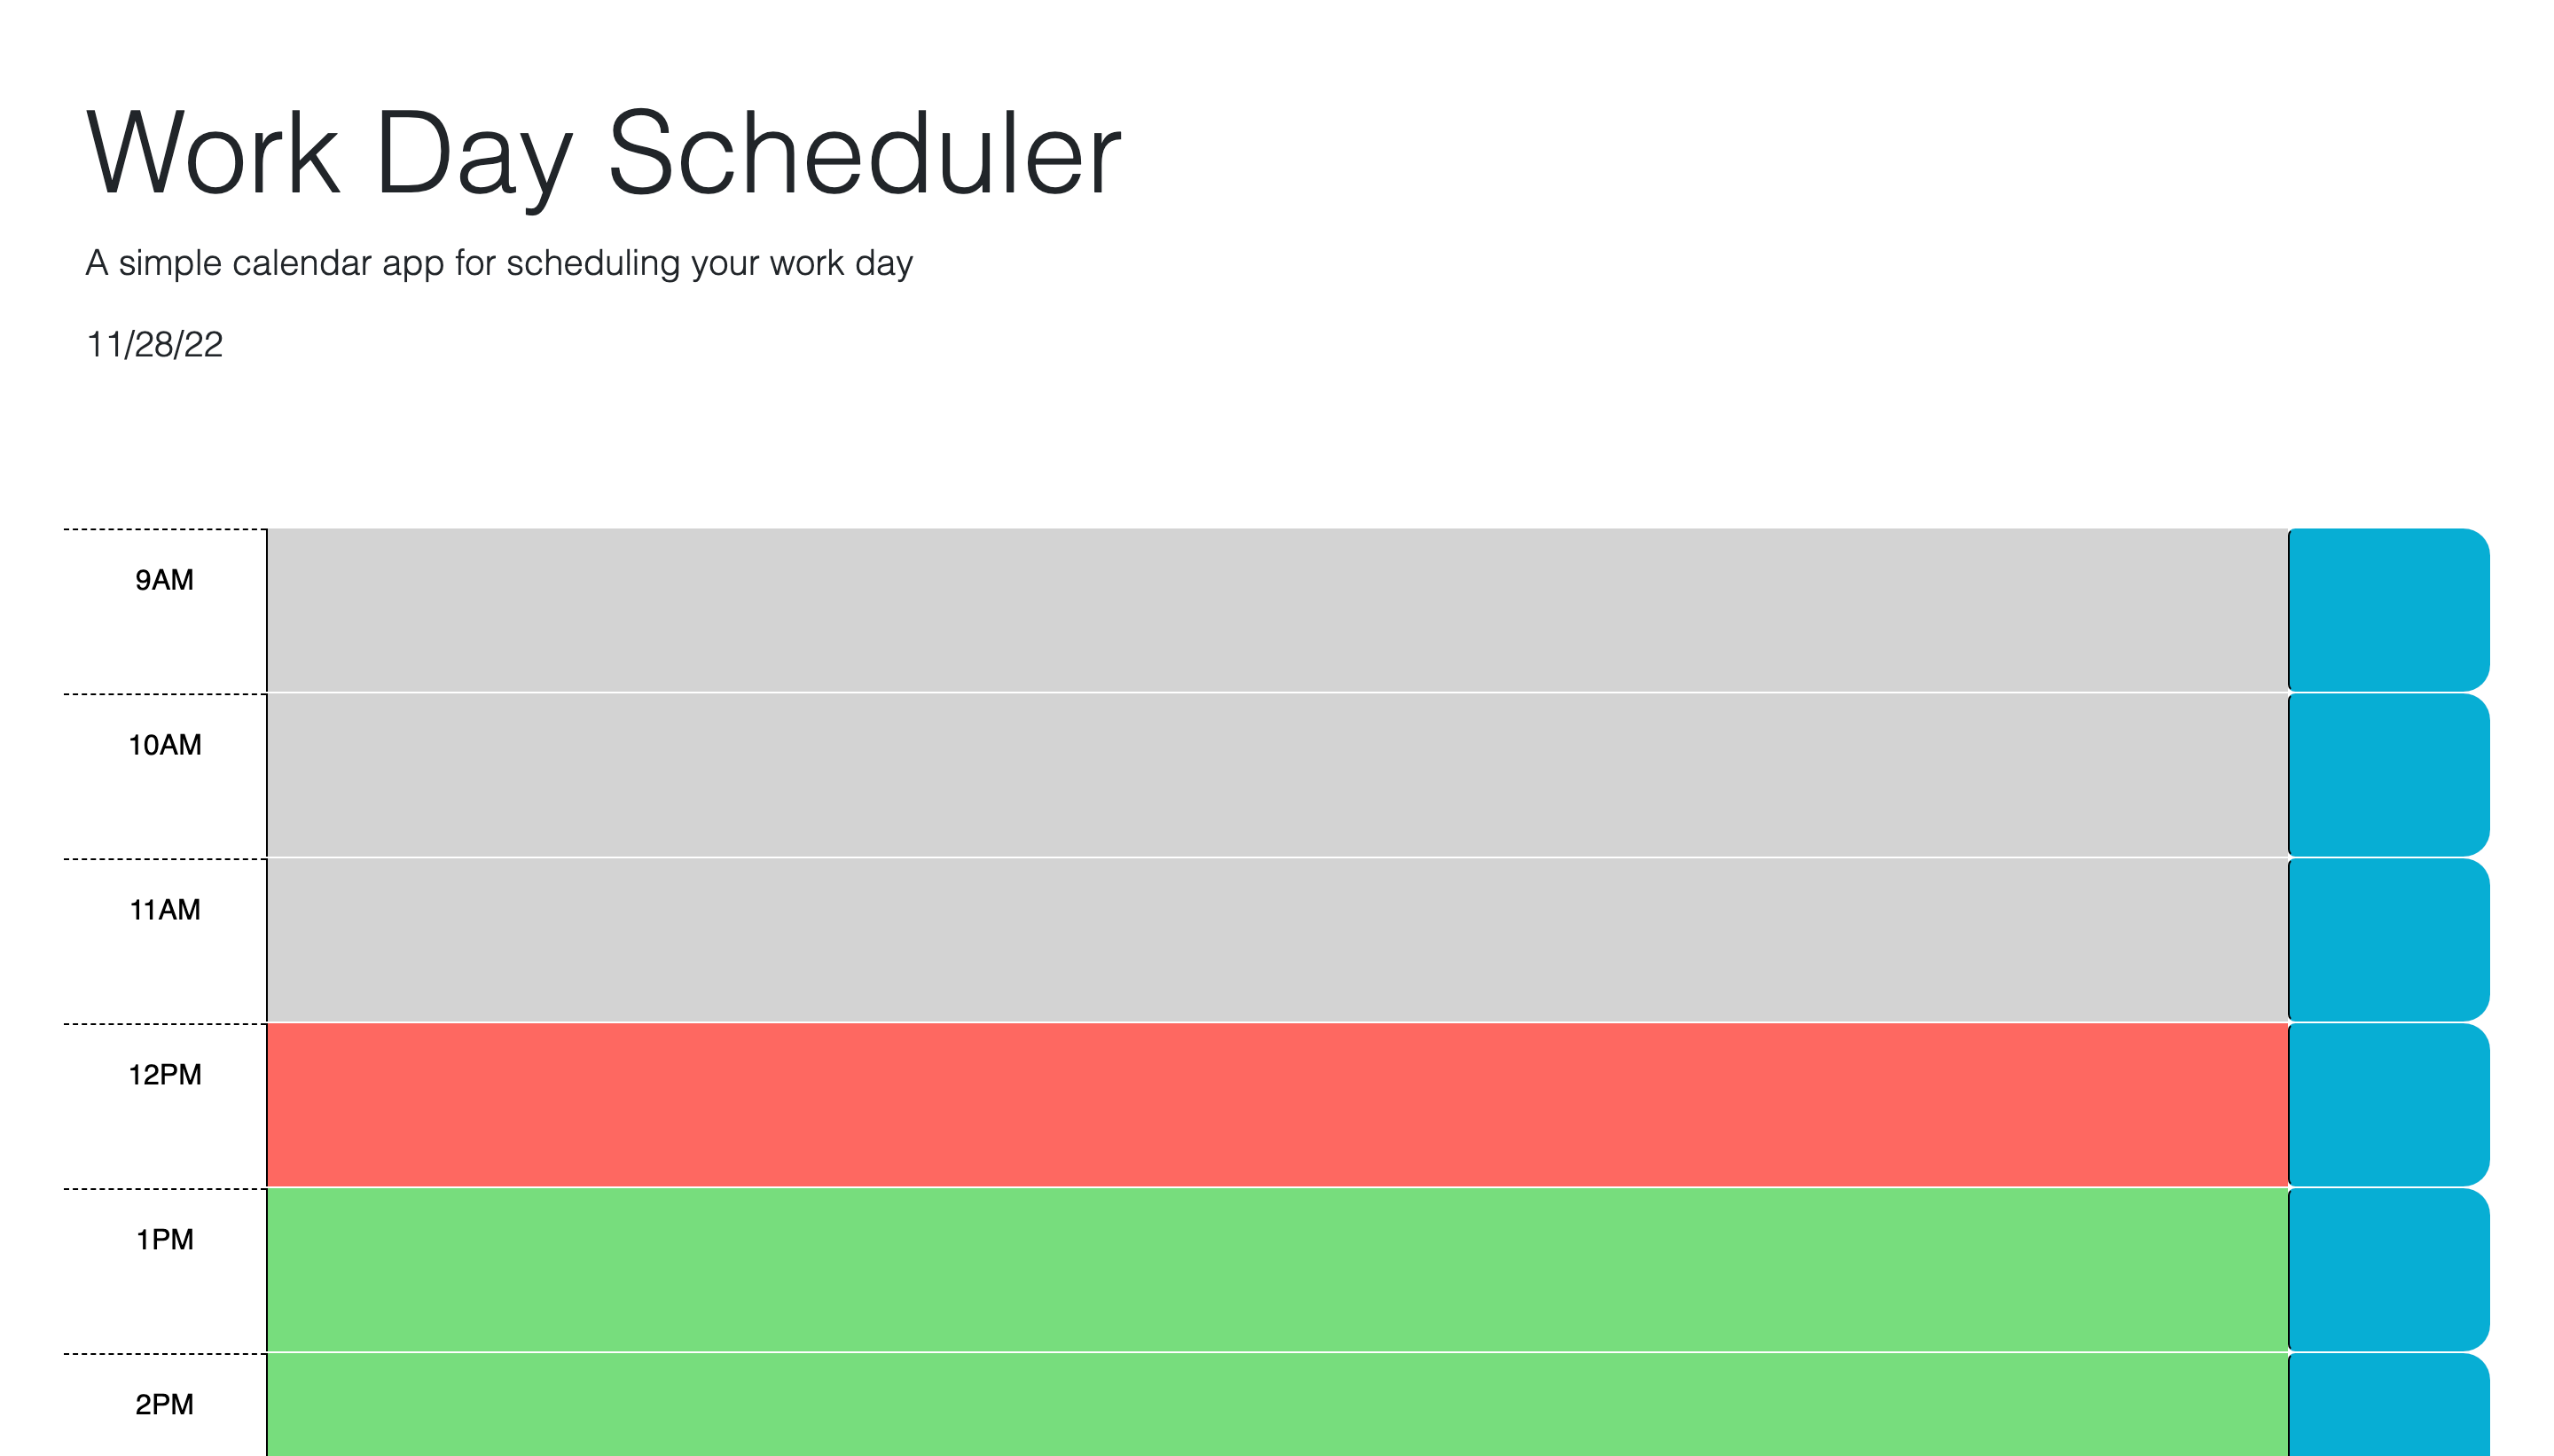 Work Day Scheduler
A simple calendar app for scheduling your work day
11/28/22
9AM
10AM
11AM
12PM
1PM
2PM